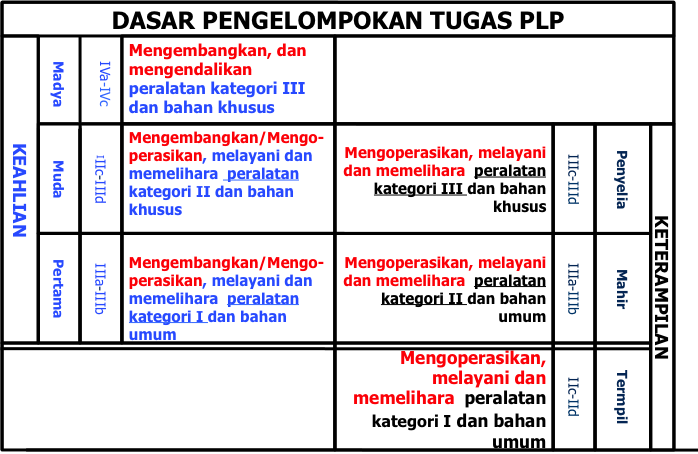 DASAR PENGELOMPOKAN TUGAS PLP
KEAHLIAN
Madya
IVa-IVc
Mengembangkan, dan
mengendalikan
peralatan kategori III
dan bahan khusus
Muda
IIIc-IIId
Mengembangkan/Mengo-
perasikan, melayani dan
memelihara peralatan
kategori II dan bahan
khusus
Mengoperasikan, melayani
dan memelihara peralatan
kategori III dan bahan
khusus
IIIc-IIId
Penyelia
KETERAMPILAN
Pertama
IIIa-IIIb
Mengembangkan/Mengo-
perasikan, melayani dan
memelihara peralatan
kategori I dan bahan
umum
Mengoperasikan, melayani
dan memelihara peralatan
kategori II dan bahan
umum
IIIa-IIIb
Mahir
Mengoperasikan,
melayani dan
memelihara peralatan
kategori I dan bahan
umum
IIc-IId
Termpil